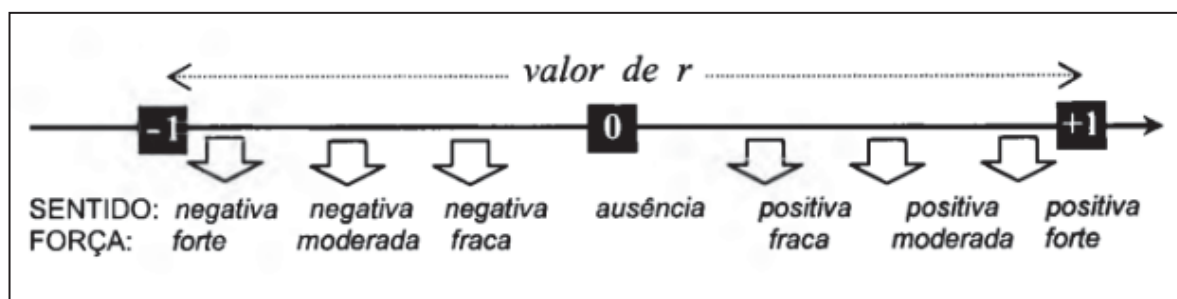 valor de r
-1 0 +1
SENTIDO: negativa negativa negativa ausência positiva positiva positiva
FORÇA: forte moderada fraca fraca moderada forte